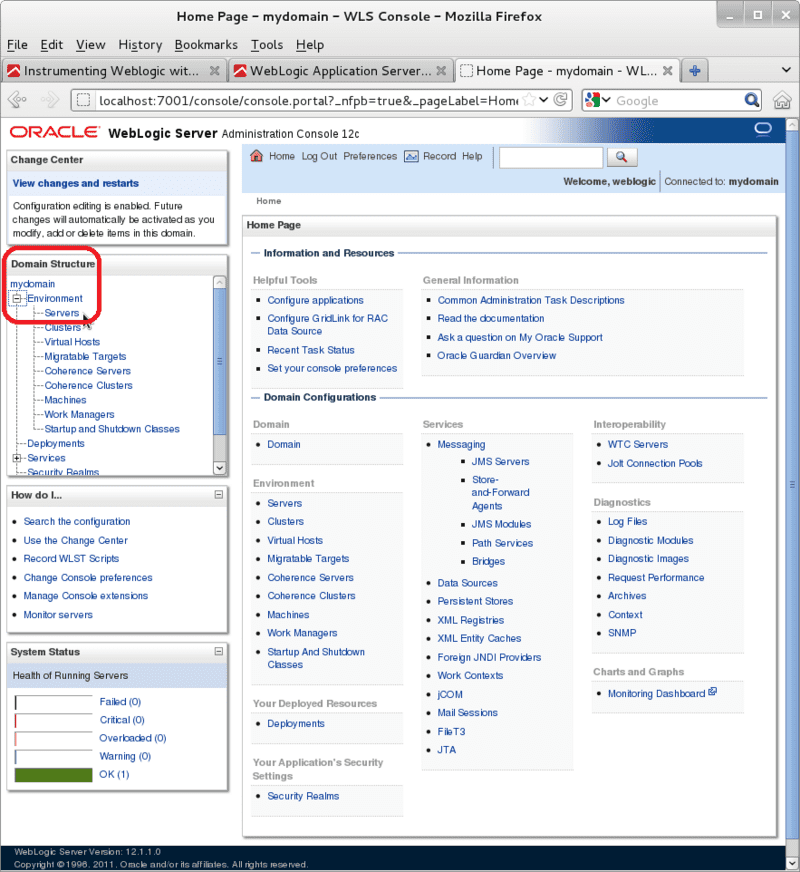 Home Page - mydomain - WLS Console - Mozilla Firefox
File Edit View History Bookmarks Tools Help
Instrumenting Weblogic wit...
WebLogic Application Server...
Home Page - mydomain - WL...
localhost:7001/console/console.portal?_nfpb=true&_pageLabel=Home
Google
ORACLE WebLogic Server Administration Console 12c
Change Center
View changes and restarts
Configuration editing is enabled. Future
changes will automatically be activated as you
modify, add or delete items in this domain.
Domain Structure
mydomain
Environment
Servers
Clusters
Virtual Hosts
Migratable Targets
Coherence Servers
Coherence Clusters
Machines
Work Managers
Startup and Shutdown Classes
Deployments
Services
Security Realms
How do I...
Search the configuration
Use the Change Center
Record WLST Scripts
Change Console preferences
Manage Console extensions
Monitor servers
System Status
Health of Running Servers
Failed (0)
Critical (0)
Overloaded (0)
Warning (0)
OK (1)
Home Log Out Preferences Record Help
Welcome, weblogic Connected to: mydomain
Home
Home Page
Information and Resources
Helpful Tools
Configure applications
Configure GridLink for RAC
Data Source
Recent Task Status
Set your console preferences
General Information
Common Administration Task Descriptions
Read the documentation
Ask a question on My Oracle Support
Oracle Guardian Overview
Domain Configurations
Domain
Domain
Environment
Servers
Clusters
Virtual Hosts
Migratable Targets
Coherence Servers
Coherence Clusters
Machines
Work Managers
Startup And Shutdown
Classes
Your Deployed Resources
Deployments
Your Application's Security
Settings
Security Realms
Services
Messaging
JMS Servers
Store-
and-Forward
Agents
JMS Modules
Path Services
Bridges
Data Sources
Persistent Stores
XML Registries
XML Entity Caches
Foreign JNDI Providers
Work Contexts
jCOM
Mail Sessions
FileT3
JTA
Interoperability
WTC Servers
Jolt Connection Pools
Diagnostics
Log Files
Diagnostic Modules
Diagnostic Images
Request Performance
Archives
Context
SNMP
Charts and Graphs
Monitoring Dashboard
WebLogic Server Version: 12.1.1.0
Copyright © 1996, 2011, Oracle and/or its affiliates. All rights reserved.